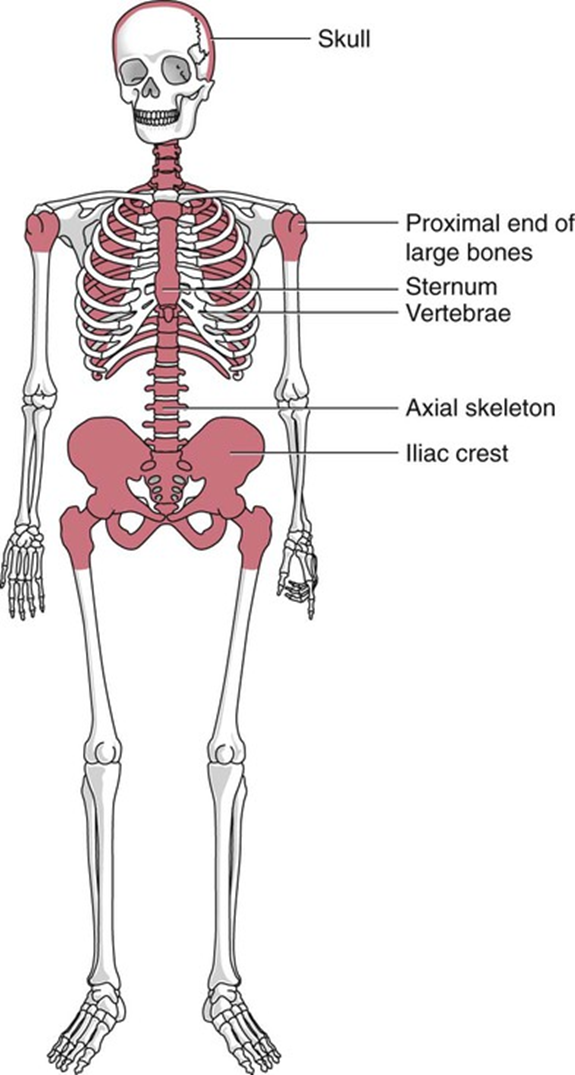 Skull
Proximal end of
large bones
Sternum
Vertebrae
Axial skeleton
Iliac crest